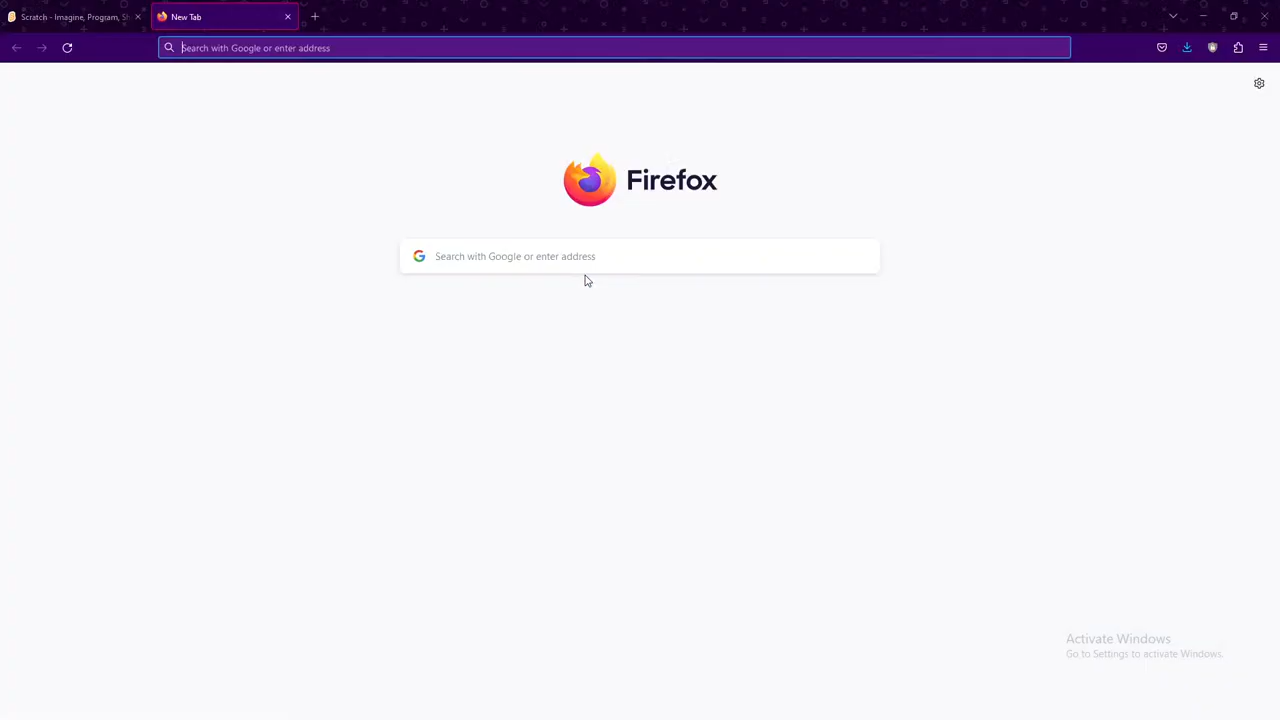 Scratch - Imagine, Program, Sh
New Tab
Search with Google or enter address
Firefox
Search with Google or enter address
Activate Windows
Go to Settings to activate Windows.